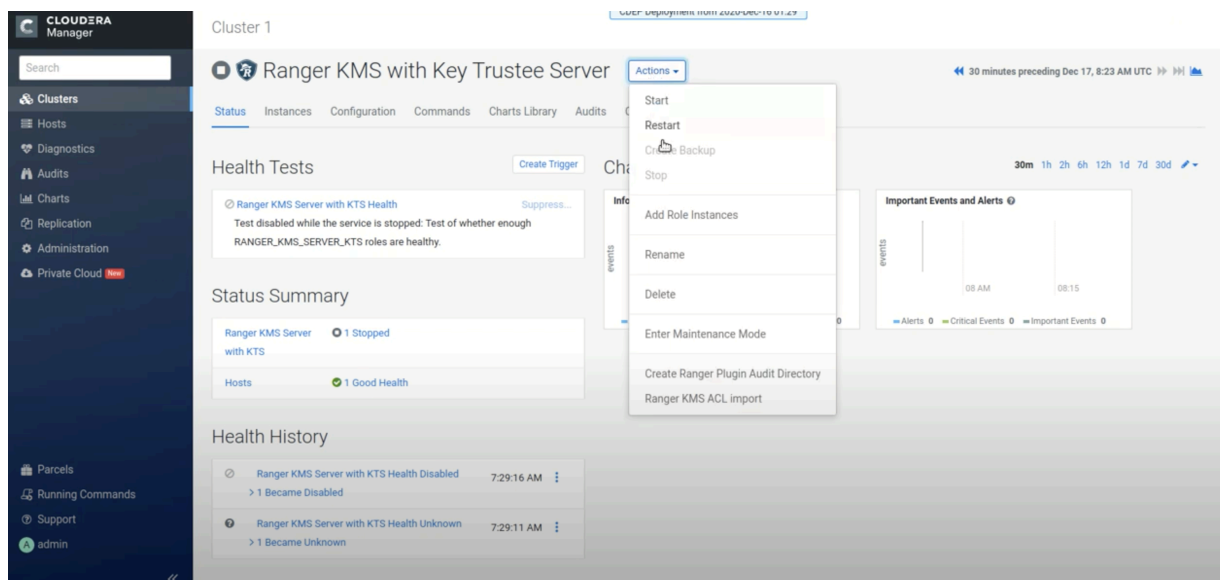 CLOUDERA
Manager
Search
Clusters
Hosts
Diagnostics
Audits
Charts
Replication
Administration
Private Cloud New
Parcels
Running Commands
Support
A admin
Cluster 1
CDEP Deployment from 2020-Dec-16 01:29
Ranger KMS with Key Trustee Server
Actions
30 minutes preceding Dec 17, 8:23 AM UTC
Status Instances Configuration Commands Charts Library Audits
Start
Restart
Create Backup
Stop
Add Role Instances
Rename
Delete
Enter Maintenance Mode
Create Ranger Plugin Audit Directory
Ranger KMS ACL import
Health Tests
Create Trigger
Ranger KMS Server with KTS Health
Suppress...
Test disabled while the service is stopped: Test of whether enough
RANGER_KMS_SERVER_KTS roles are healthy.
Status Summary
Ranger KMS Server
with KTS
1 Stopped
Hosts
1 Good Health
Health History
Ranger KMS Server with KTS Health Disabled
7:29:16 AM
> 1 Became Disabled
Ranger KMS Server with KTS Health Unknown
7:29:11 AM
> 1 Became Unknown
Cha
30m 1h 2h 6h 12h 1d 7d 30d
Info
events
0
Important Events and Alerts
events
08 AM
08:15
Alerts 0 Critical Events 0 Important Events 0